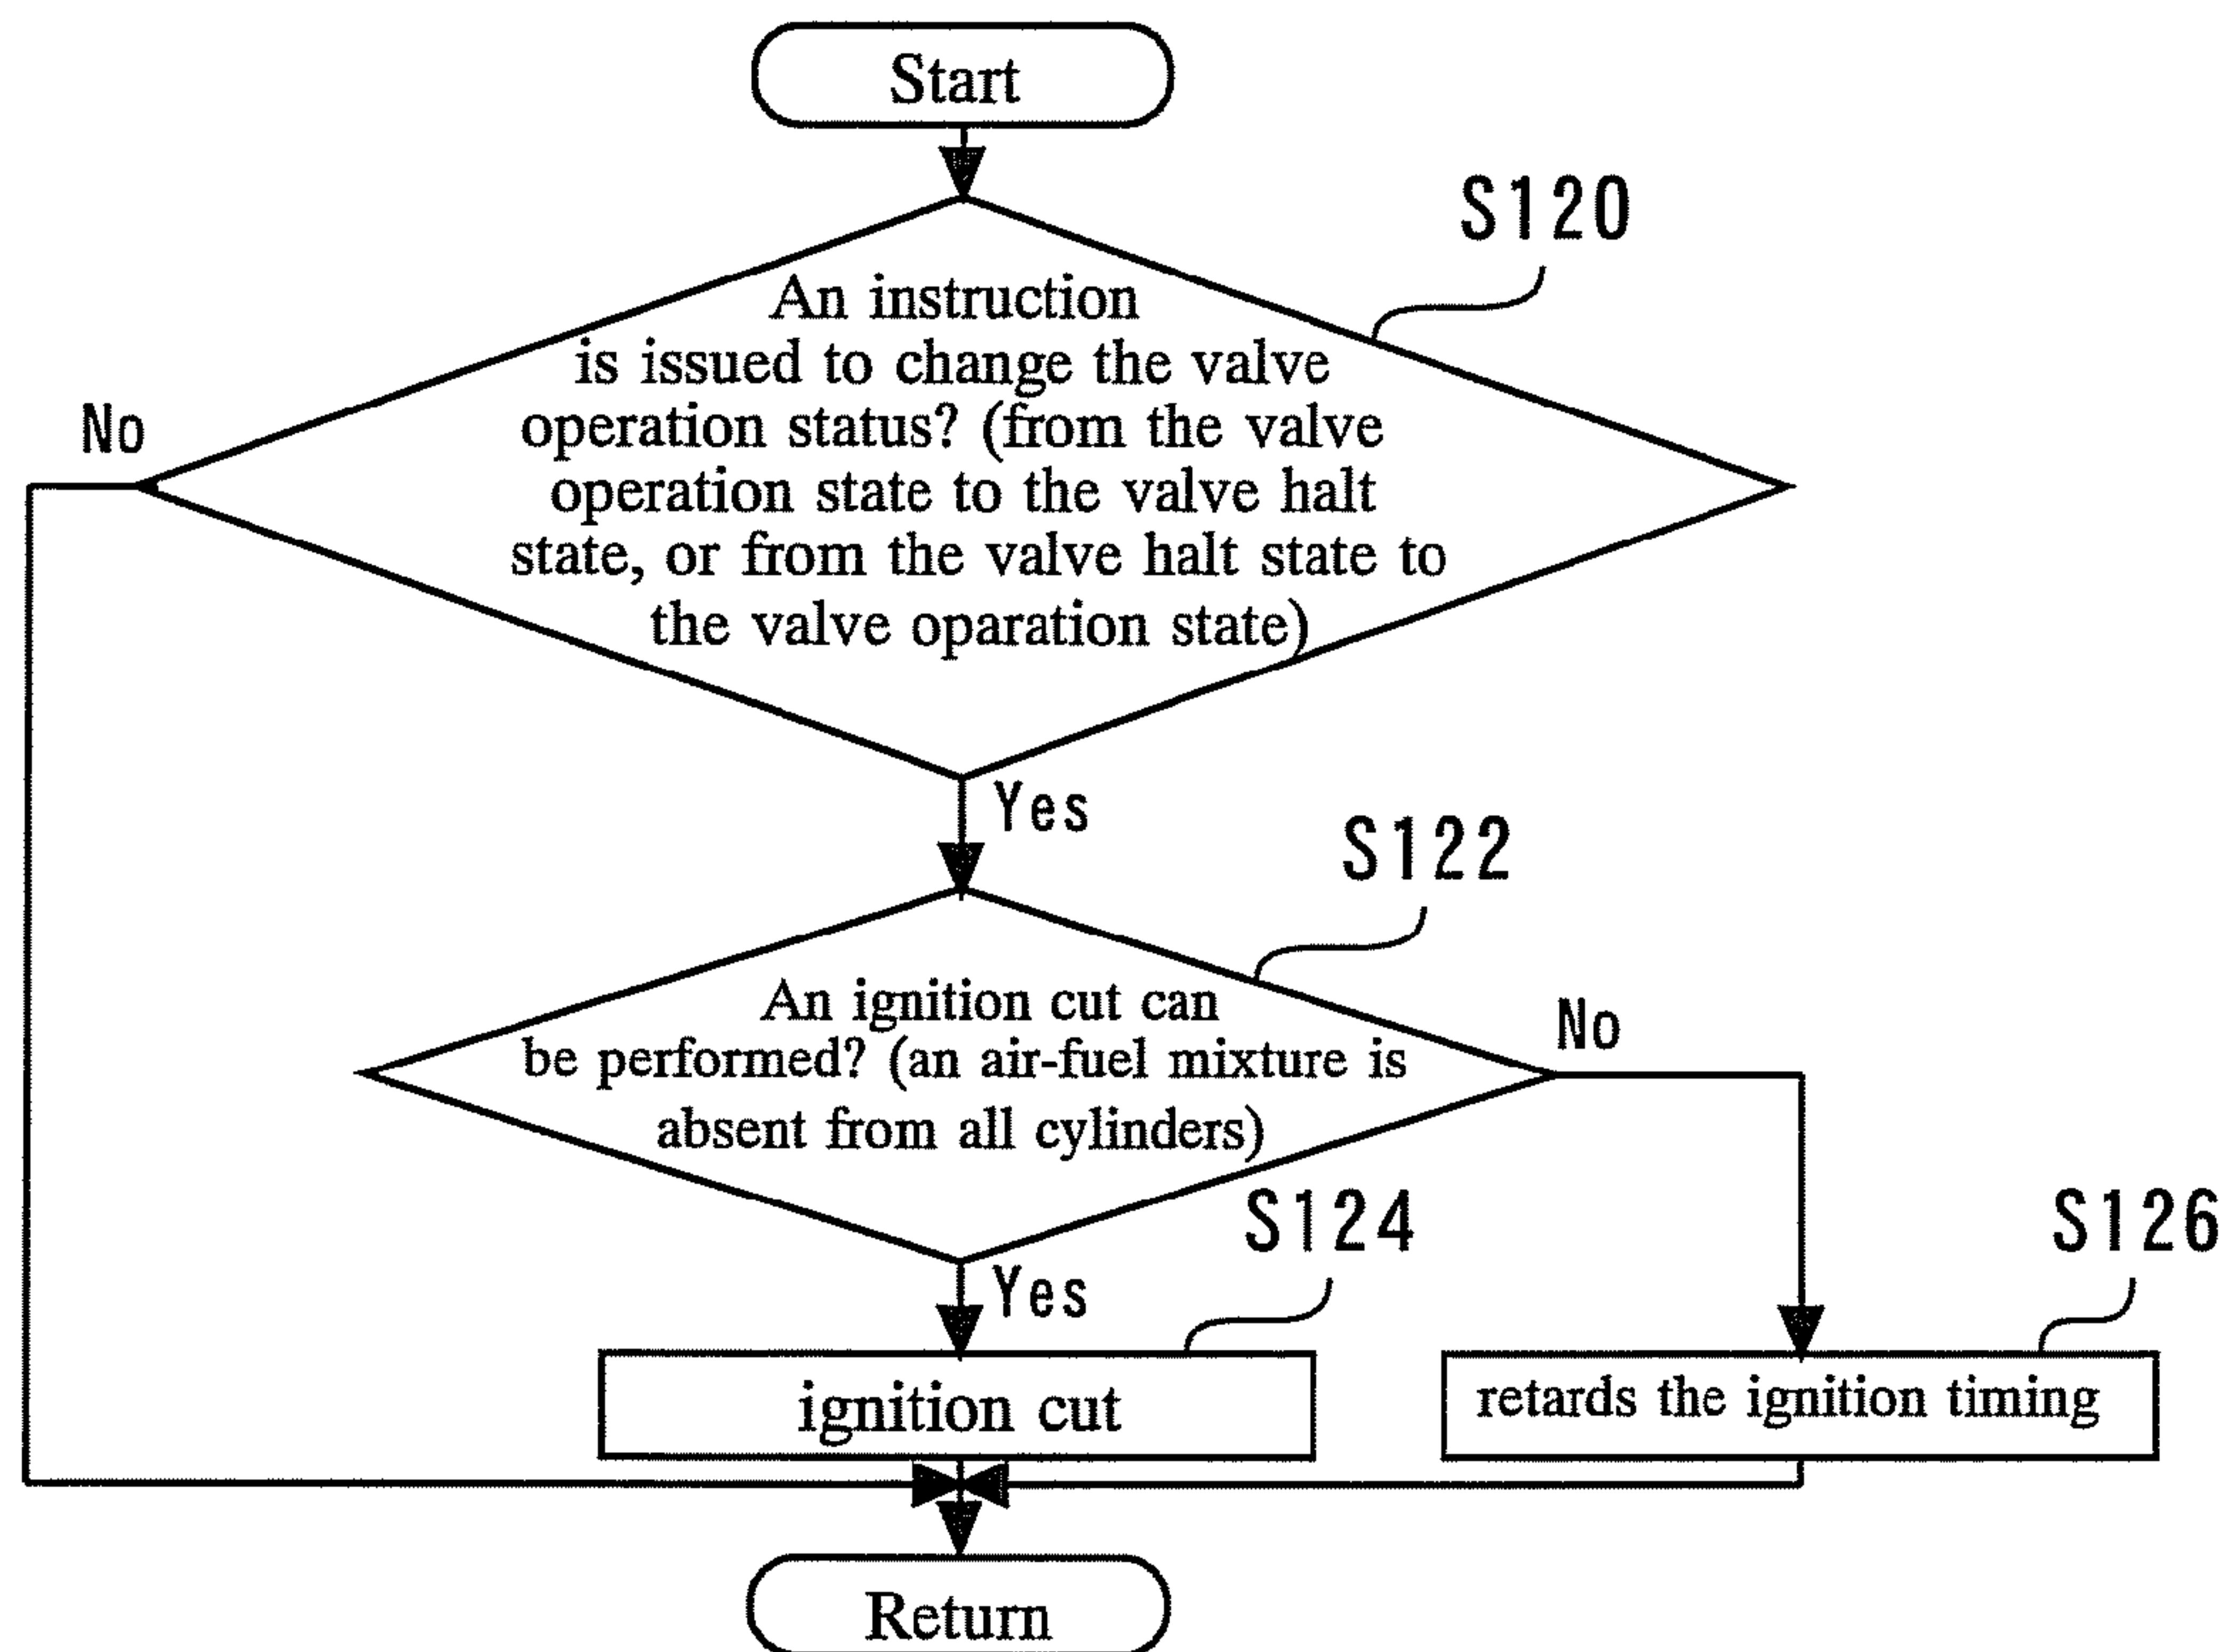 Start
S120
An instruction
is issued to change the valve
operation status? (from the valve
operation state to the valve halt
state, or from the valve halt state to
the valve oparation state)
No
Yes
S122
An ignition cut can
be performed? (an air-fuel mixture is
absent from all cylinders)
No
Yes
S124
S126
ignition cut
retards the ignition timing
Return